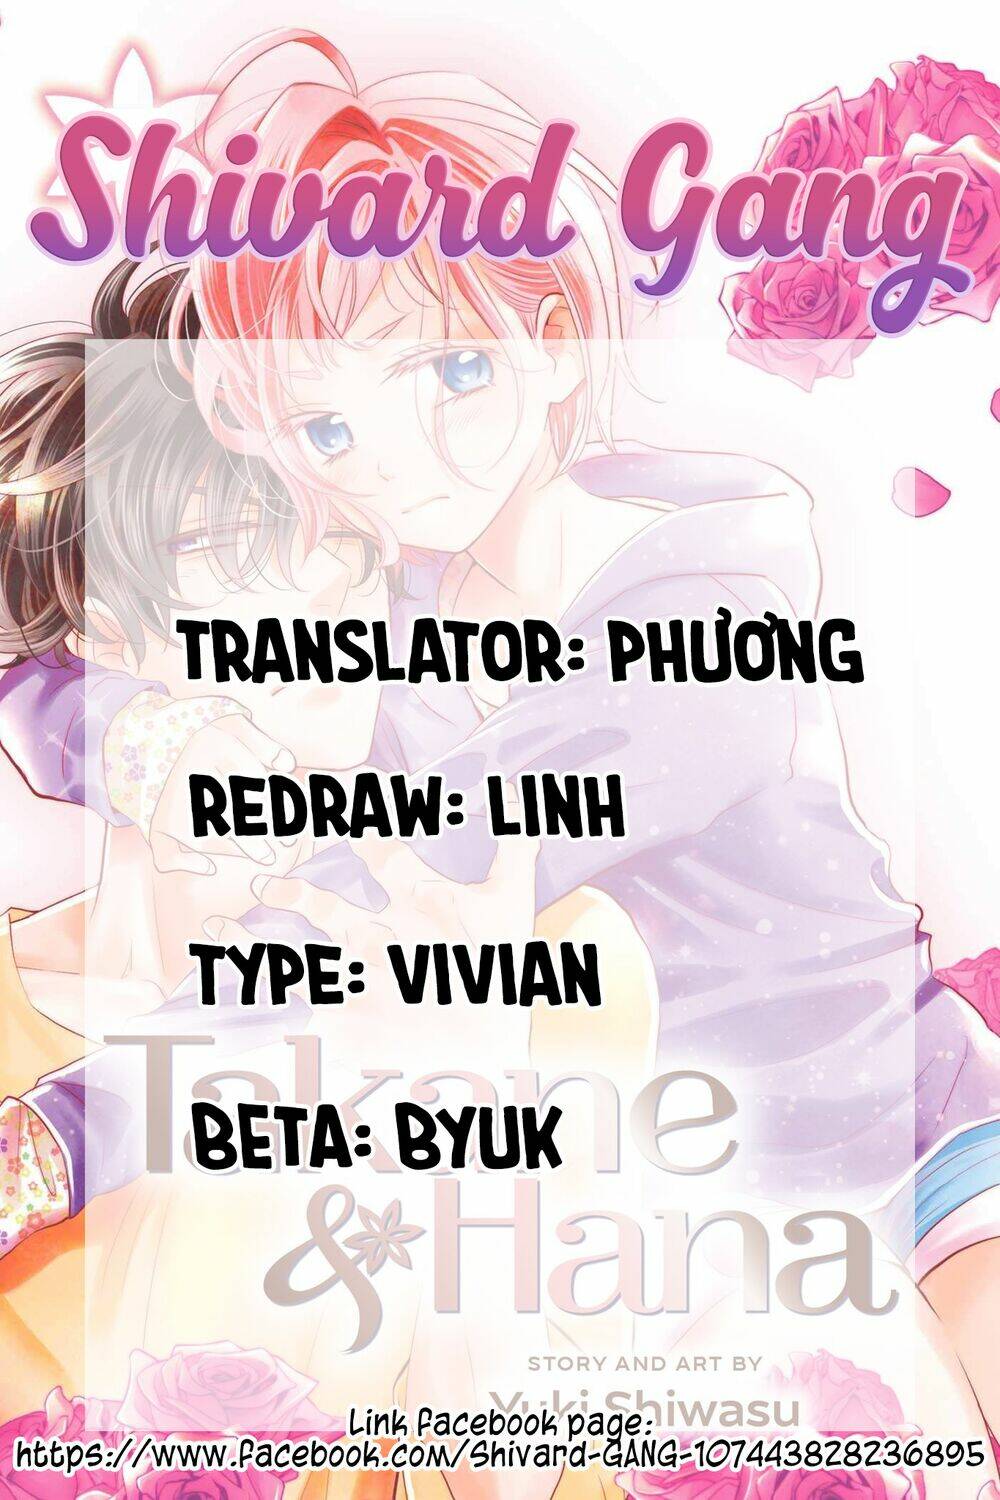 Shivard Gang
TRANSLATOR: PHƯƠNG
REDRAW: LINH
TYPE: VIVIAN
Takane
BETA: BYUK
& Hana
STORY AND ART BY
Yuki Shiwasu
Link Facebook page:
https://www.facebook.com/Shivard-GANG-107443828236895